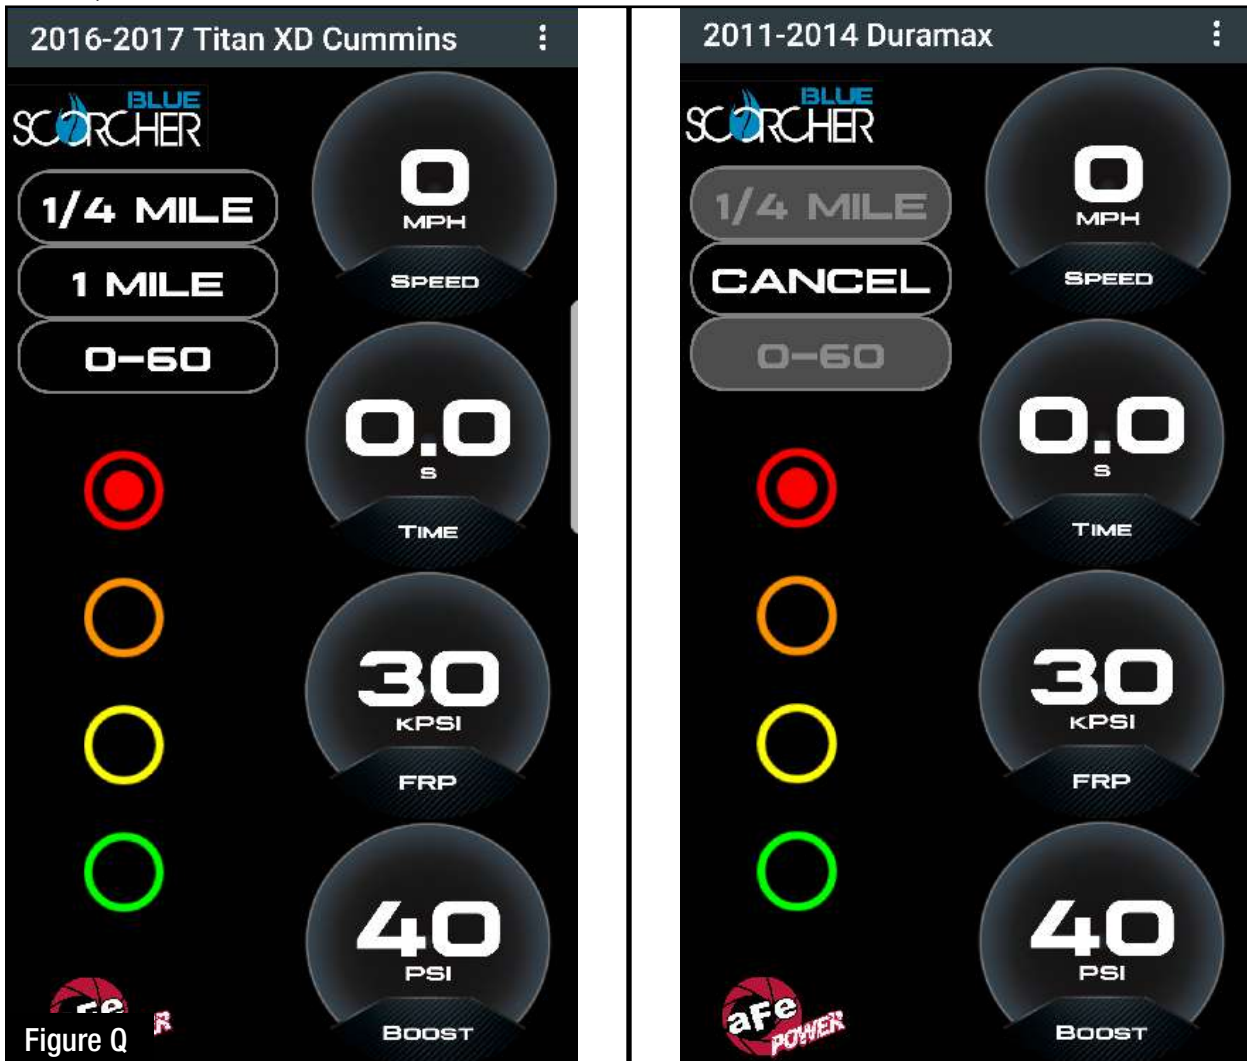 2016-2017 Titan XD Cummins
BLUE
SCORCHER
1/4 MILE
1 MILE
0-60
0
MPH
SPEED
0.0
S
TIME
30
KPSI
FRP
40
PSI
BOOST
Figure Q
2011-2014 Duramax
BLUE
SCORCHER
1/4 MILE
CANCEL
0-60
0
MPH
SPEED
0.0
S
TIME
30
KPSI
FRP
40
PSI
BOOST
aFe
POWER